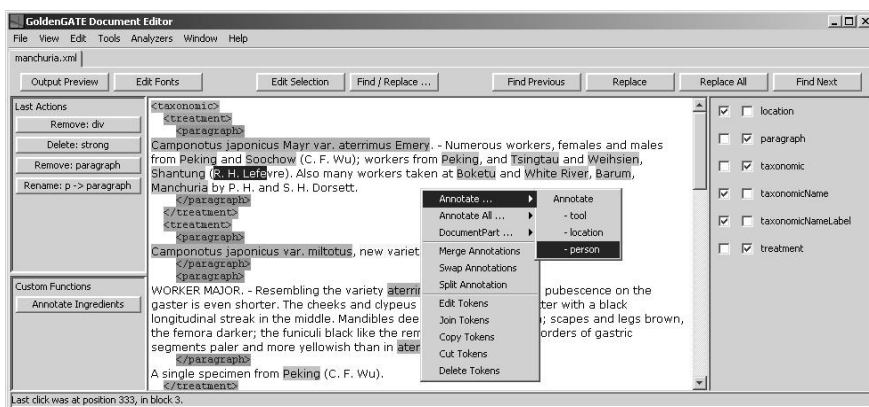 GoldenGATE Document Editor
File View Edit Tools Analyzers Window Help
manchuria.xml
Output Preview Edit Fonts Edit Selection Find / Replace ... Find Previous Replace Replace All Find Next
Last Actions
Remove: div
Delete: strong
Remove: paragraph
Rename: p -> paragraph
Custom Functions
Annotate Ingredients
<taxonomic>
<treatment>
<paragraph>
Camponotus japonicus Mayr var. aterrimus Emery. - Numerous workers, females and males
from Peking and Soochow (C. F. Wu); workers from Peking, and Tsingtau and Weihsien,
Shantung (R. H. Lefevre). Also many workers taken at Boketu and White River, Barum,
Manchuria by P. H. and S. H. Dorsett.
</paragraph>
</treatment>
<treatment>
<paragraph>
Camponotus japonicus var. miltotus, new variet
</paragraph>
<paragraph>
WORKER MAJOR. - Resembling the variety aterri pubescence on the
gaster is even shorter. The cheeks and clypeus ter with a black
longitudinal streak in the middle. Mandibles dee ; scapes and legs brown,
the femora darker; the funiculi black like the rem orders of gastric
segments paler and more yellowish than in ater
</paragraph>
A single specimen from Peking (C. F. Wu).
</treatment>
Annotate ...
Annotate All ...
DocumentPart ...
Merge Annotations
Swap Annotations
Split Annotation
Edit Tokens
Join Tokens
Copy Tokens
Cut Tokens
Delete Tokens
Annotate
- tool
- location
- person
location
paragraph
taxonomic
taxonomicName
taxonomicNameLabel
treatment
Last click was at position 333, in block 3.